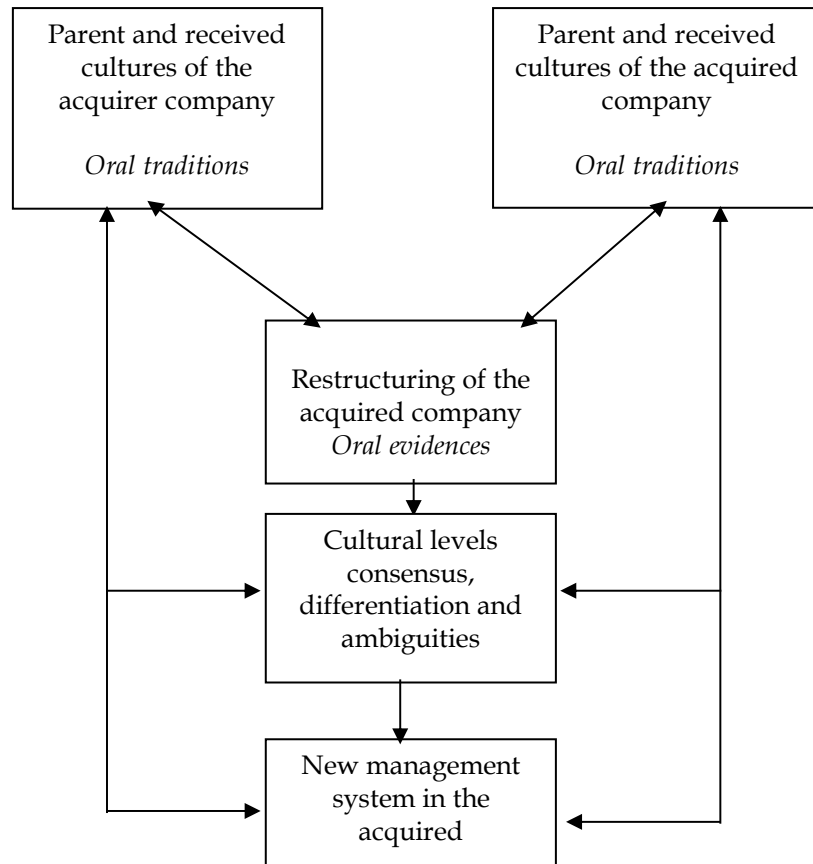 Parent and received
cultures of the
acquirer company
Oral traditions
Parent and received
cultures of the acquired
company
Oral traditions
Restructuring of the
acquired company
Oral evidences
Cultural levels
consensus,
differentiation and
ambiguities
New management
system in the
acquired